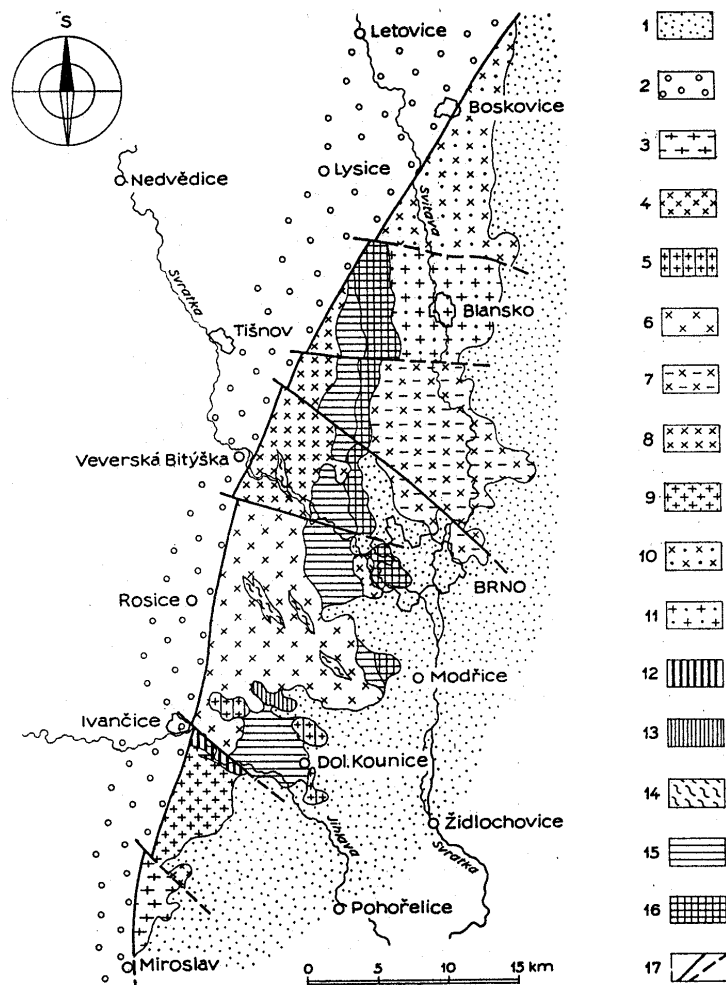 S
Letovice
Boskovice
Lysice
Nedvědice
Svitava
Svratka
Blansko
Tišnov
Veverská Bitýška
BRNO
Rosice
Modřice
Ivančice
Dol. Kounice
Jihlava
Židlochovice
Svratka
Pohořelice
Miroslav
0 5 10 15 km
1
2
3
4
5
6
7
8
9
10
11
12
13
14
15
16
17